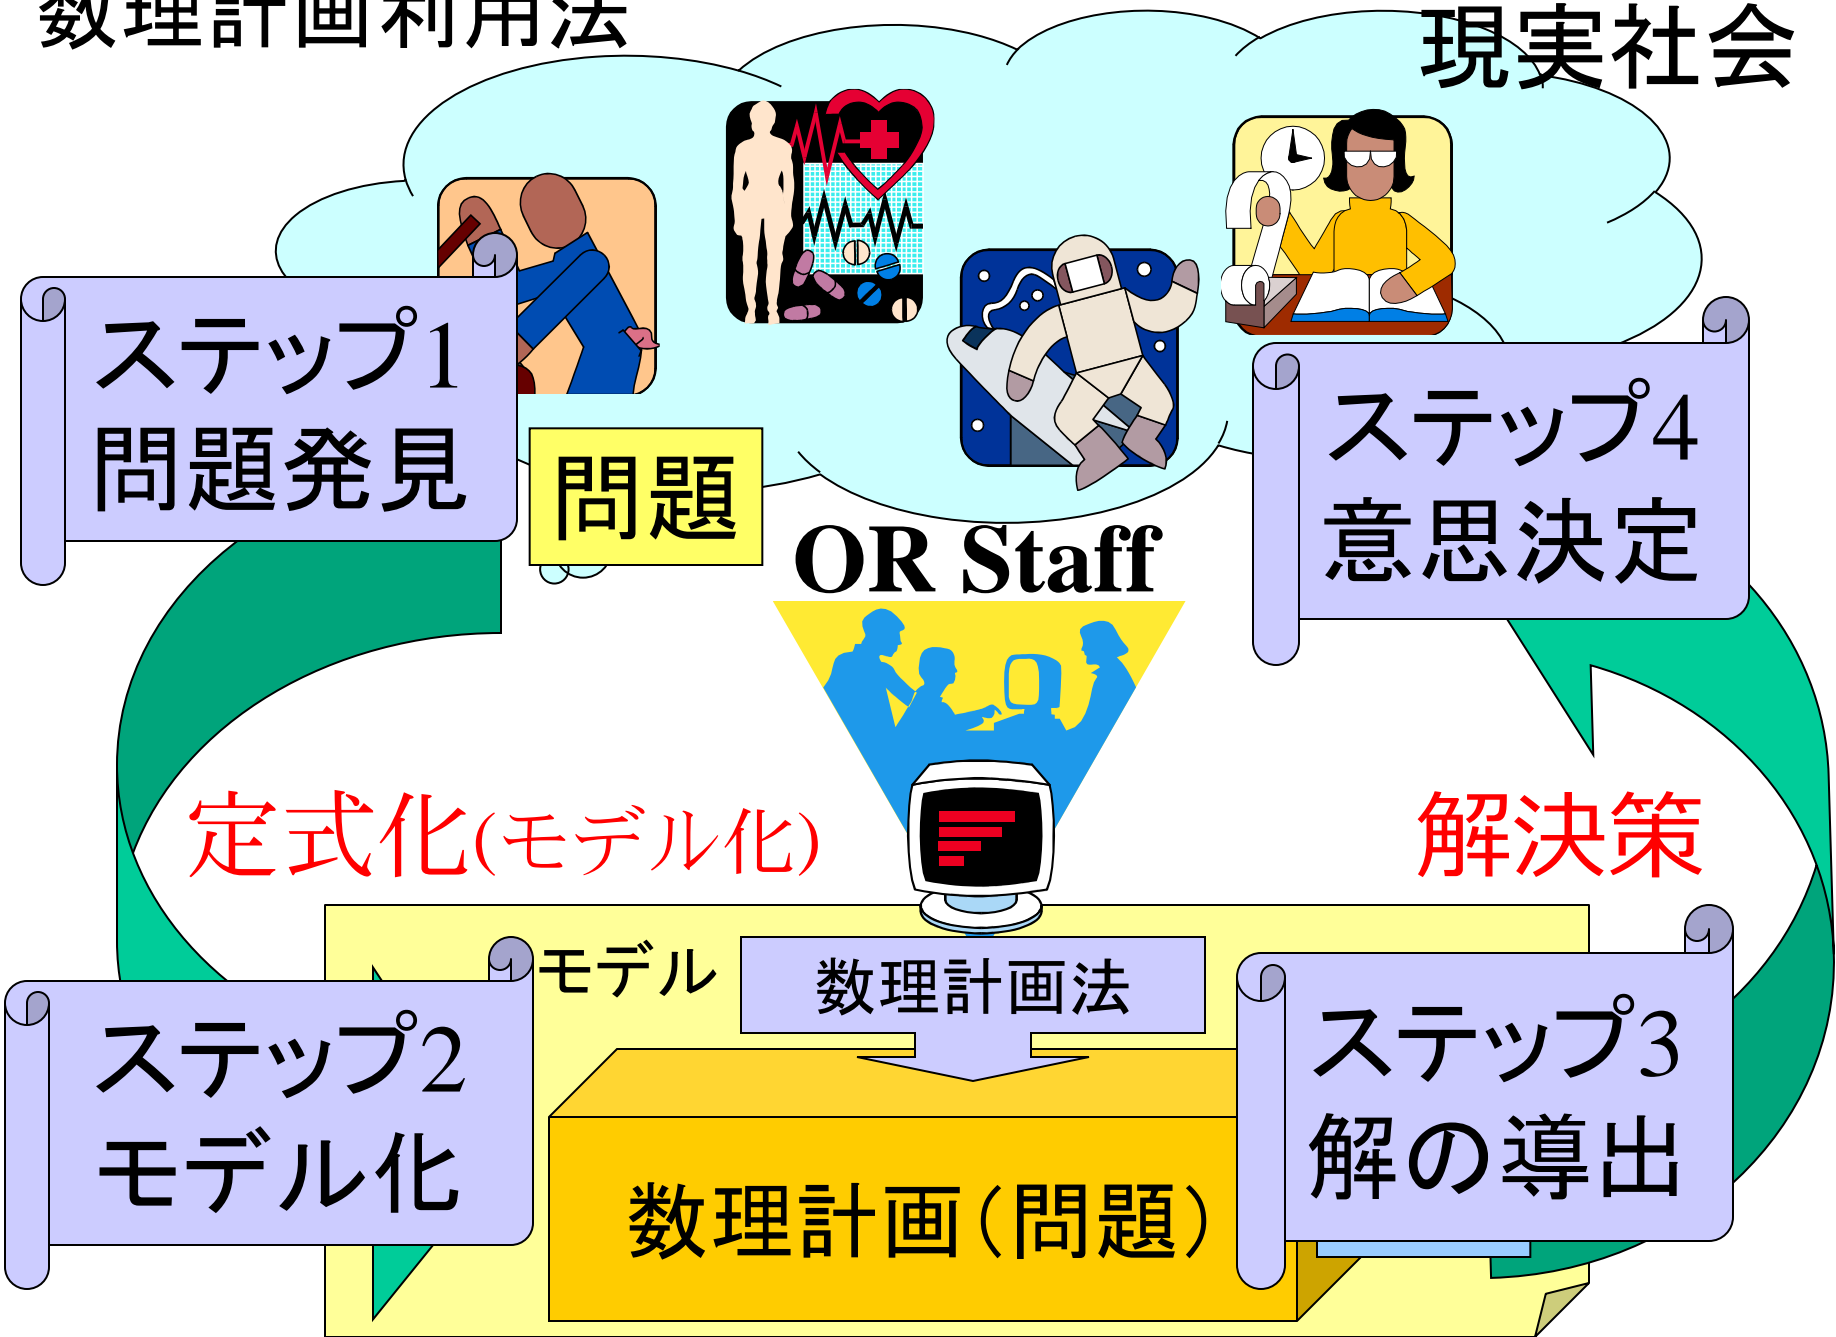 数理計画利用法
現実社会
ステップ1
問題発見
問題
OR Staff
ステップ4
意思決定
定式化(モデル化)
解決策
モデル
数理計画法
ステップ2
モデル化
数理計画(問題)
ステップ3
解の導出